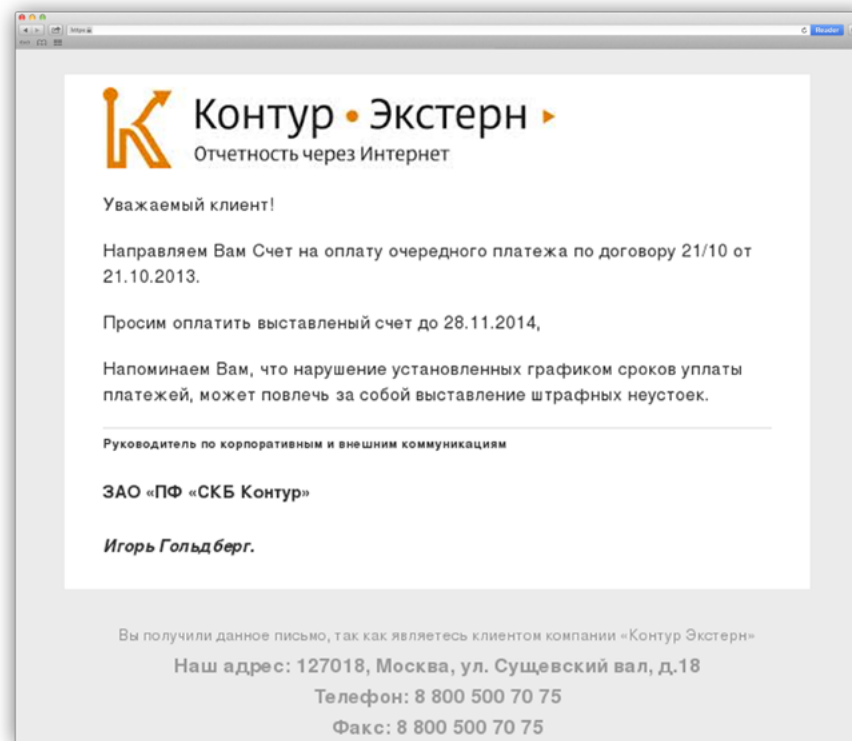 https
Reader
Контур • Экстерн
Отчетность через Интернет
Уважаемый клиент!
Направляем Вам Счет на оплату очередного платежа по договору 21/10 от
21.10.2013.
Просим оплатить выставленый счет до 28.11.2014,
Напоминаем Вам, что нарушение установленных графиком сроков уплаты
платежей, может повлечь за собой выставление штрафных неустоек.
Руководитель по корпоративным и внешним коммуникациям
ЗАО «ПФ «СКБ Контур»
Игорь Гольдберг.
Вы получили данное письмо, так как являетесь клиентом компании «Контур Экстерн»
Наш адрес: 127018, Москва, ул. Сущевский вал, д.18
Телефон: 8 800 500 70 75
Факс: 8 800 500 70 75